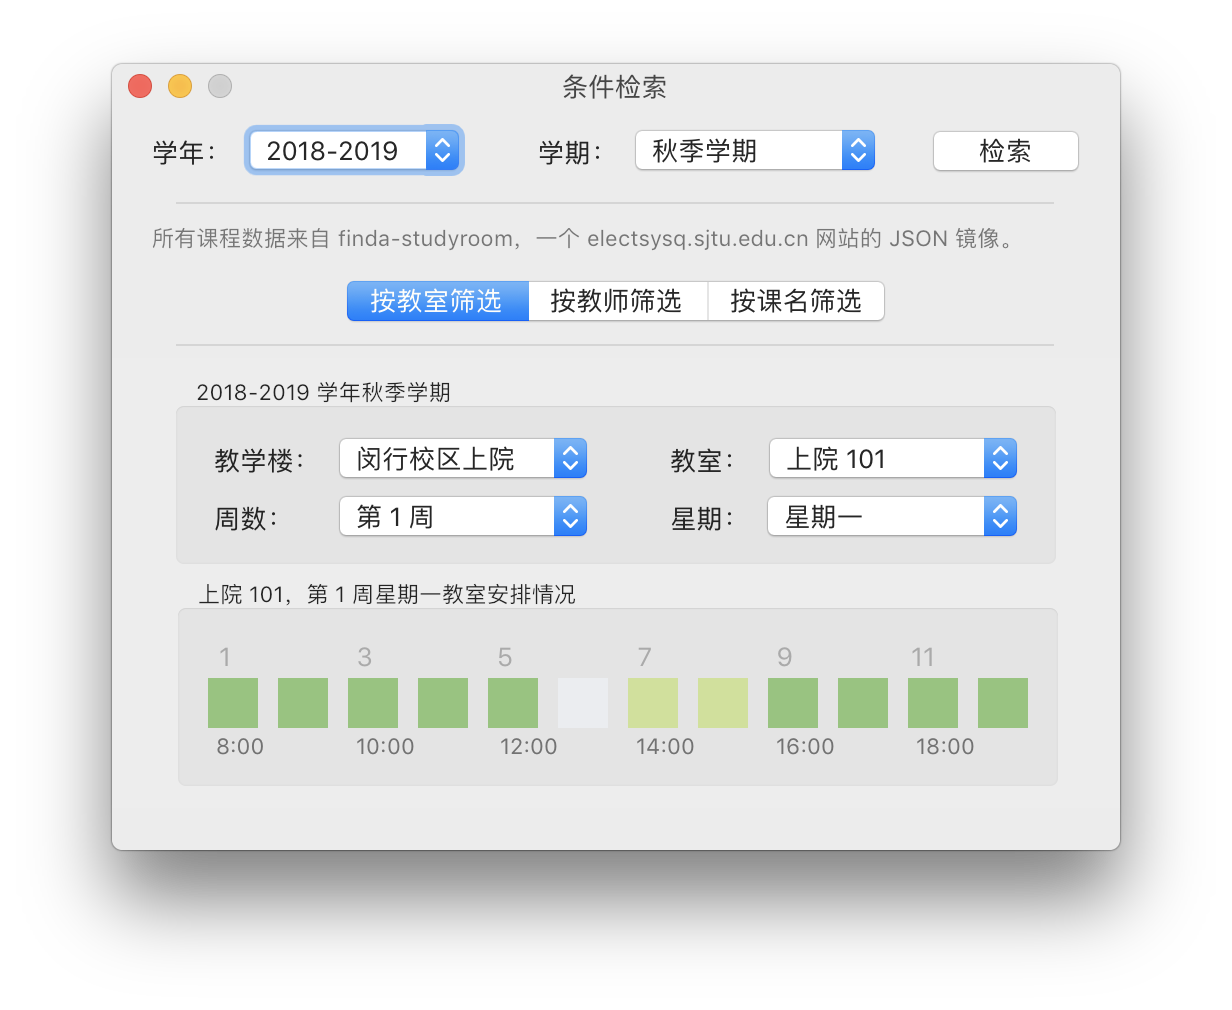 条件检索
学年： 2018-2019 学期： 秋季学期 检索
所有课程数据来自 finda-studyroom，一个 electsysq.sjtu.edu.cn 网站的 JSON 镜像。
按教室筛选 按教师筛选 按课名筛选
2018-2019 学年秋季学期
教学楼： 闵行校区上院 教室： 上院 101
周数： 第 1 周 星期： 星期一
上院 101，第 1 周星期一教室安排情况
1 3 5 7 9 11
8:00 10:00 12:00 14:00 16:00 18:00